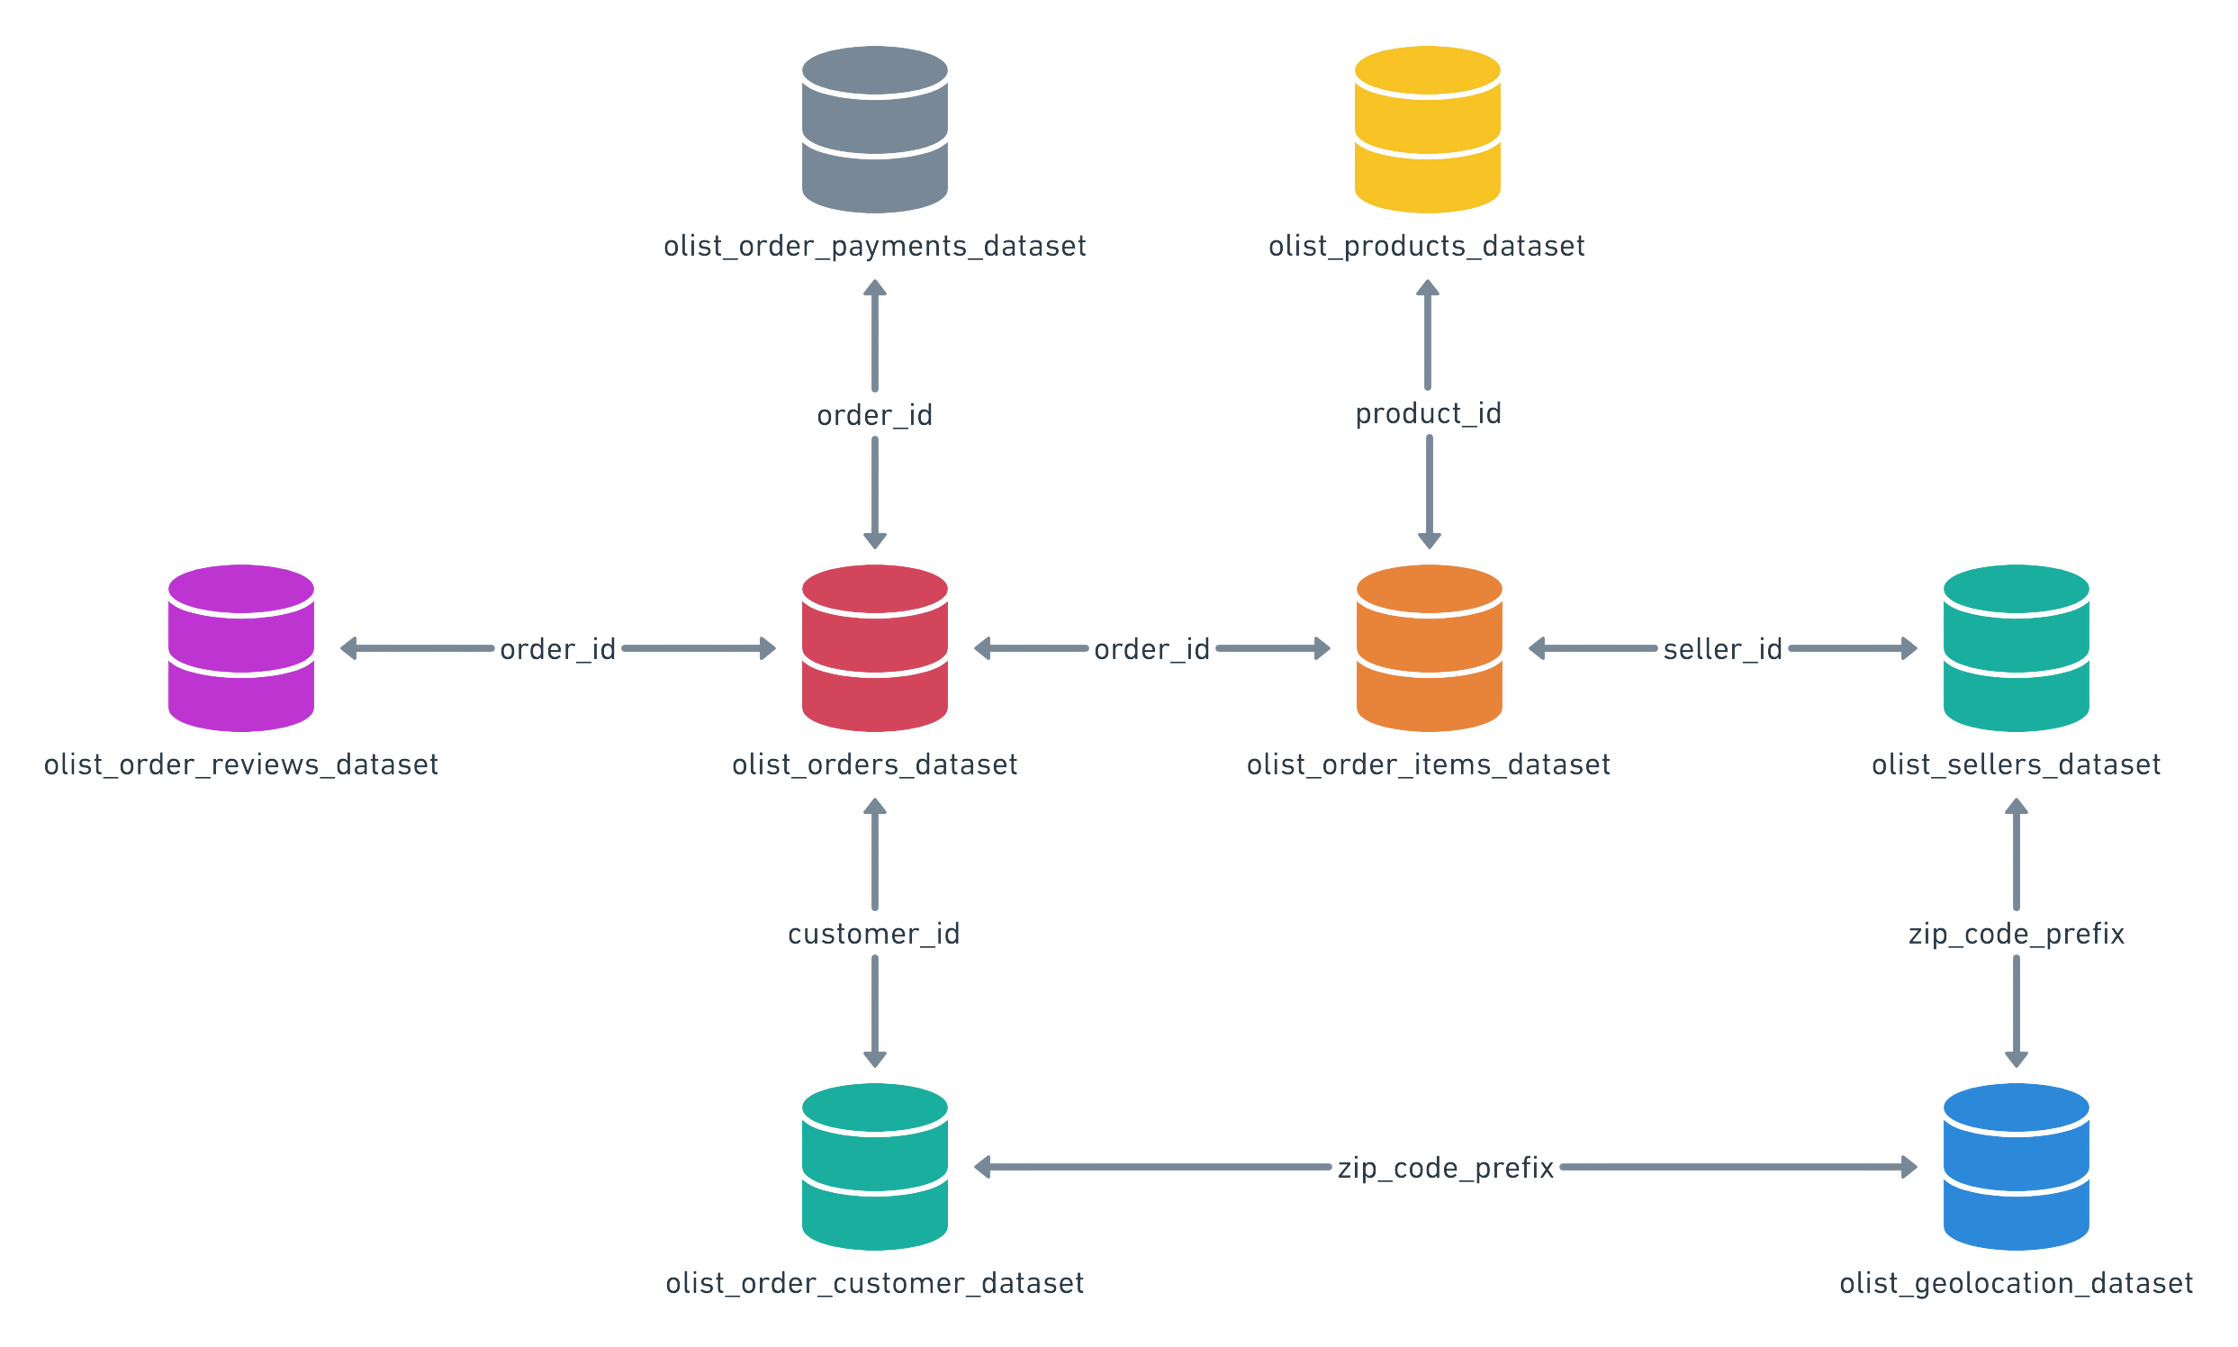 olist_order_payments_dataset
olist_products_dataset
order_id
product_id
order_id
order_id
seller_id
olist_order_reviews_dataset
olist_orders_dataset
olist_order_items_dataset
olist_sellers_dataset
customer_id
zip_code_prefix
zip_code_prefix
olist_order_customer_dataset
olist_geolocation_dataset